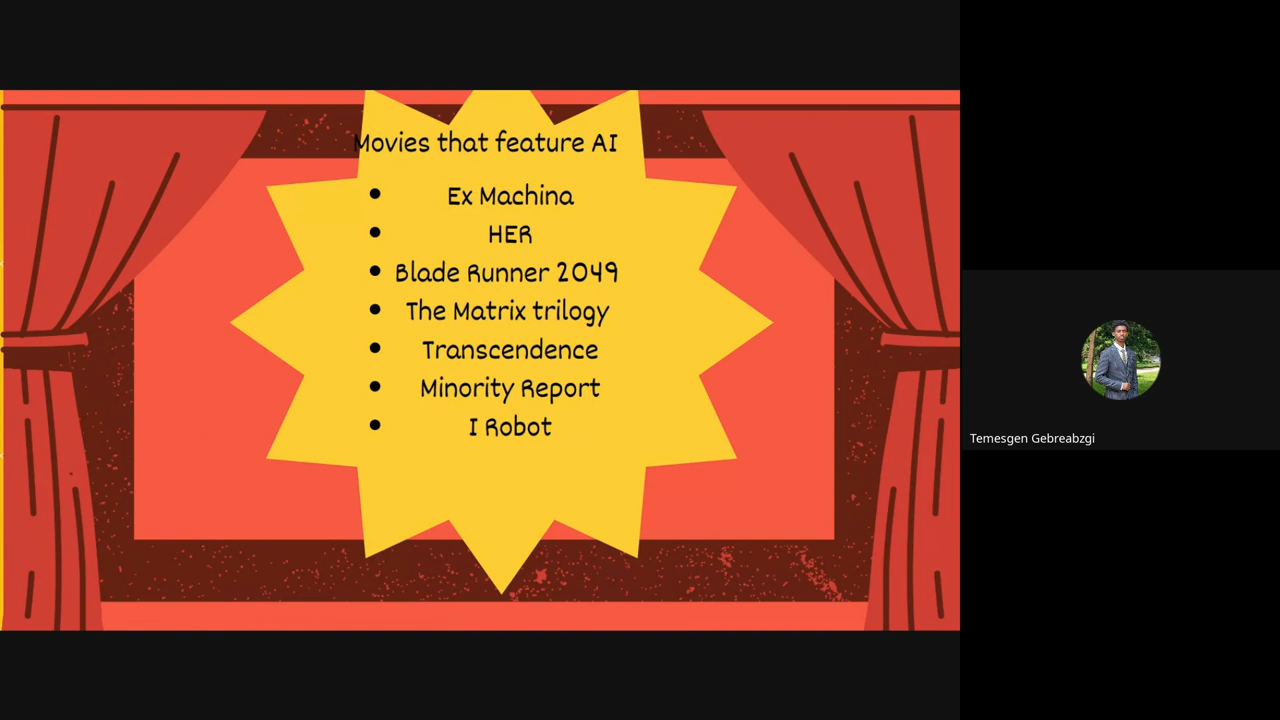 Movies that feature AI
Ex Machina
HER
Blade Runner 2049
The Matrix trilogy
Transcendence
Minority Report
I Robot
Temesgen Gebreabzgi